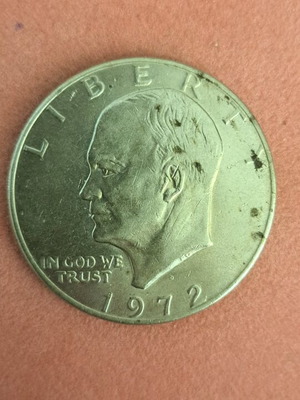 LIBERTY
IN GOD WE
TRUST
1972